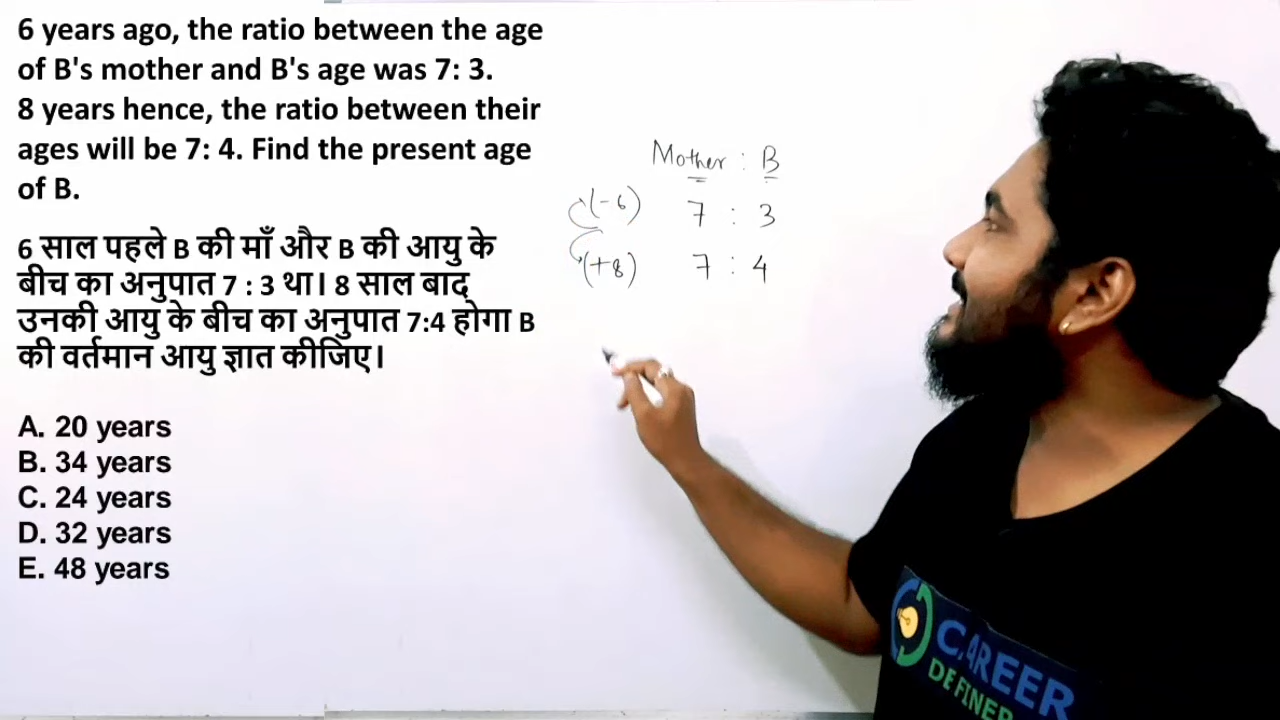 6 years ago, the ratio between the age
of B's mother and B's age was 7: 3.
8 years hence, the ratio between their
ages will be 7: 4. Find the present age
of B.
6 साल पहले B की माँ और B की आयु के
बीच का अनुपात 7 : 3 था। 8 साल बाद
उनकी आयु के बीच का अनुपात 7:4 होगा B
की वर्तमान आयु ज्ञात कीजिए।
A. 20 years
B. 34 years
C. 24 years
D. 32 years
E. 48 years
Mother : B
(-6) 7 : 3
(+8) 7 : 4
CAREER
DEFINER